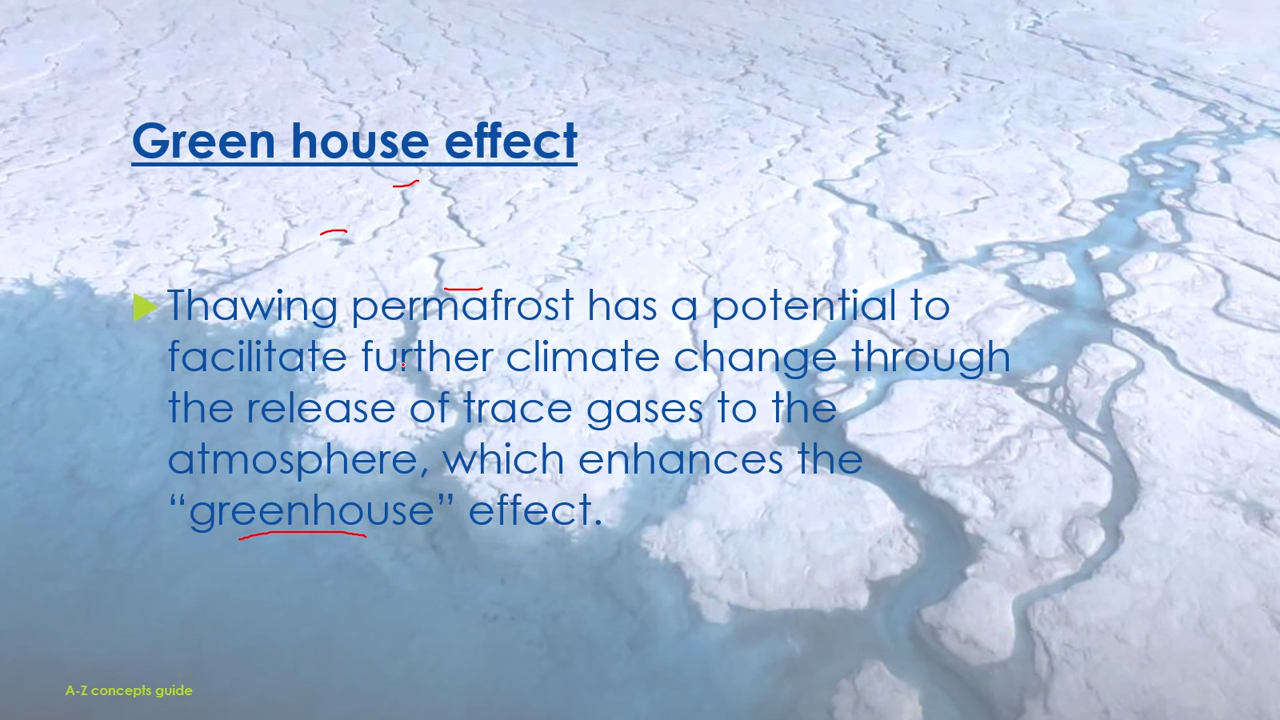 Green house effect
Thawing permafrost has a potential to
facilitate further climate change through
the release of trace gases to the
atmosphere, which enhances the
“greenhouse” effect.
A-Z concepts guide